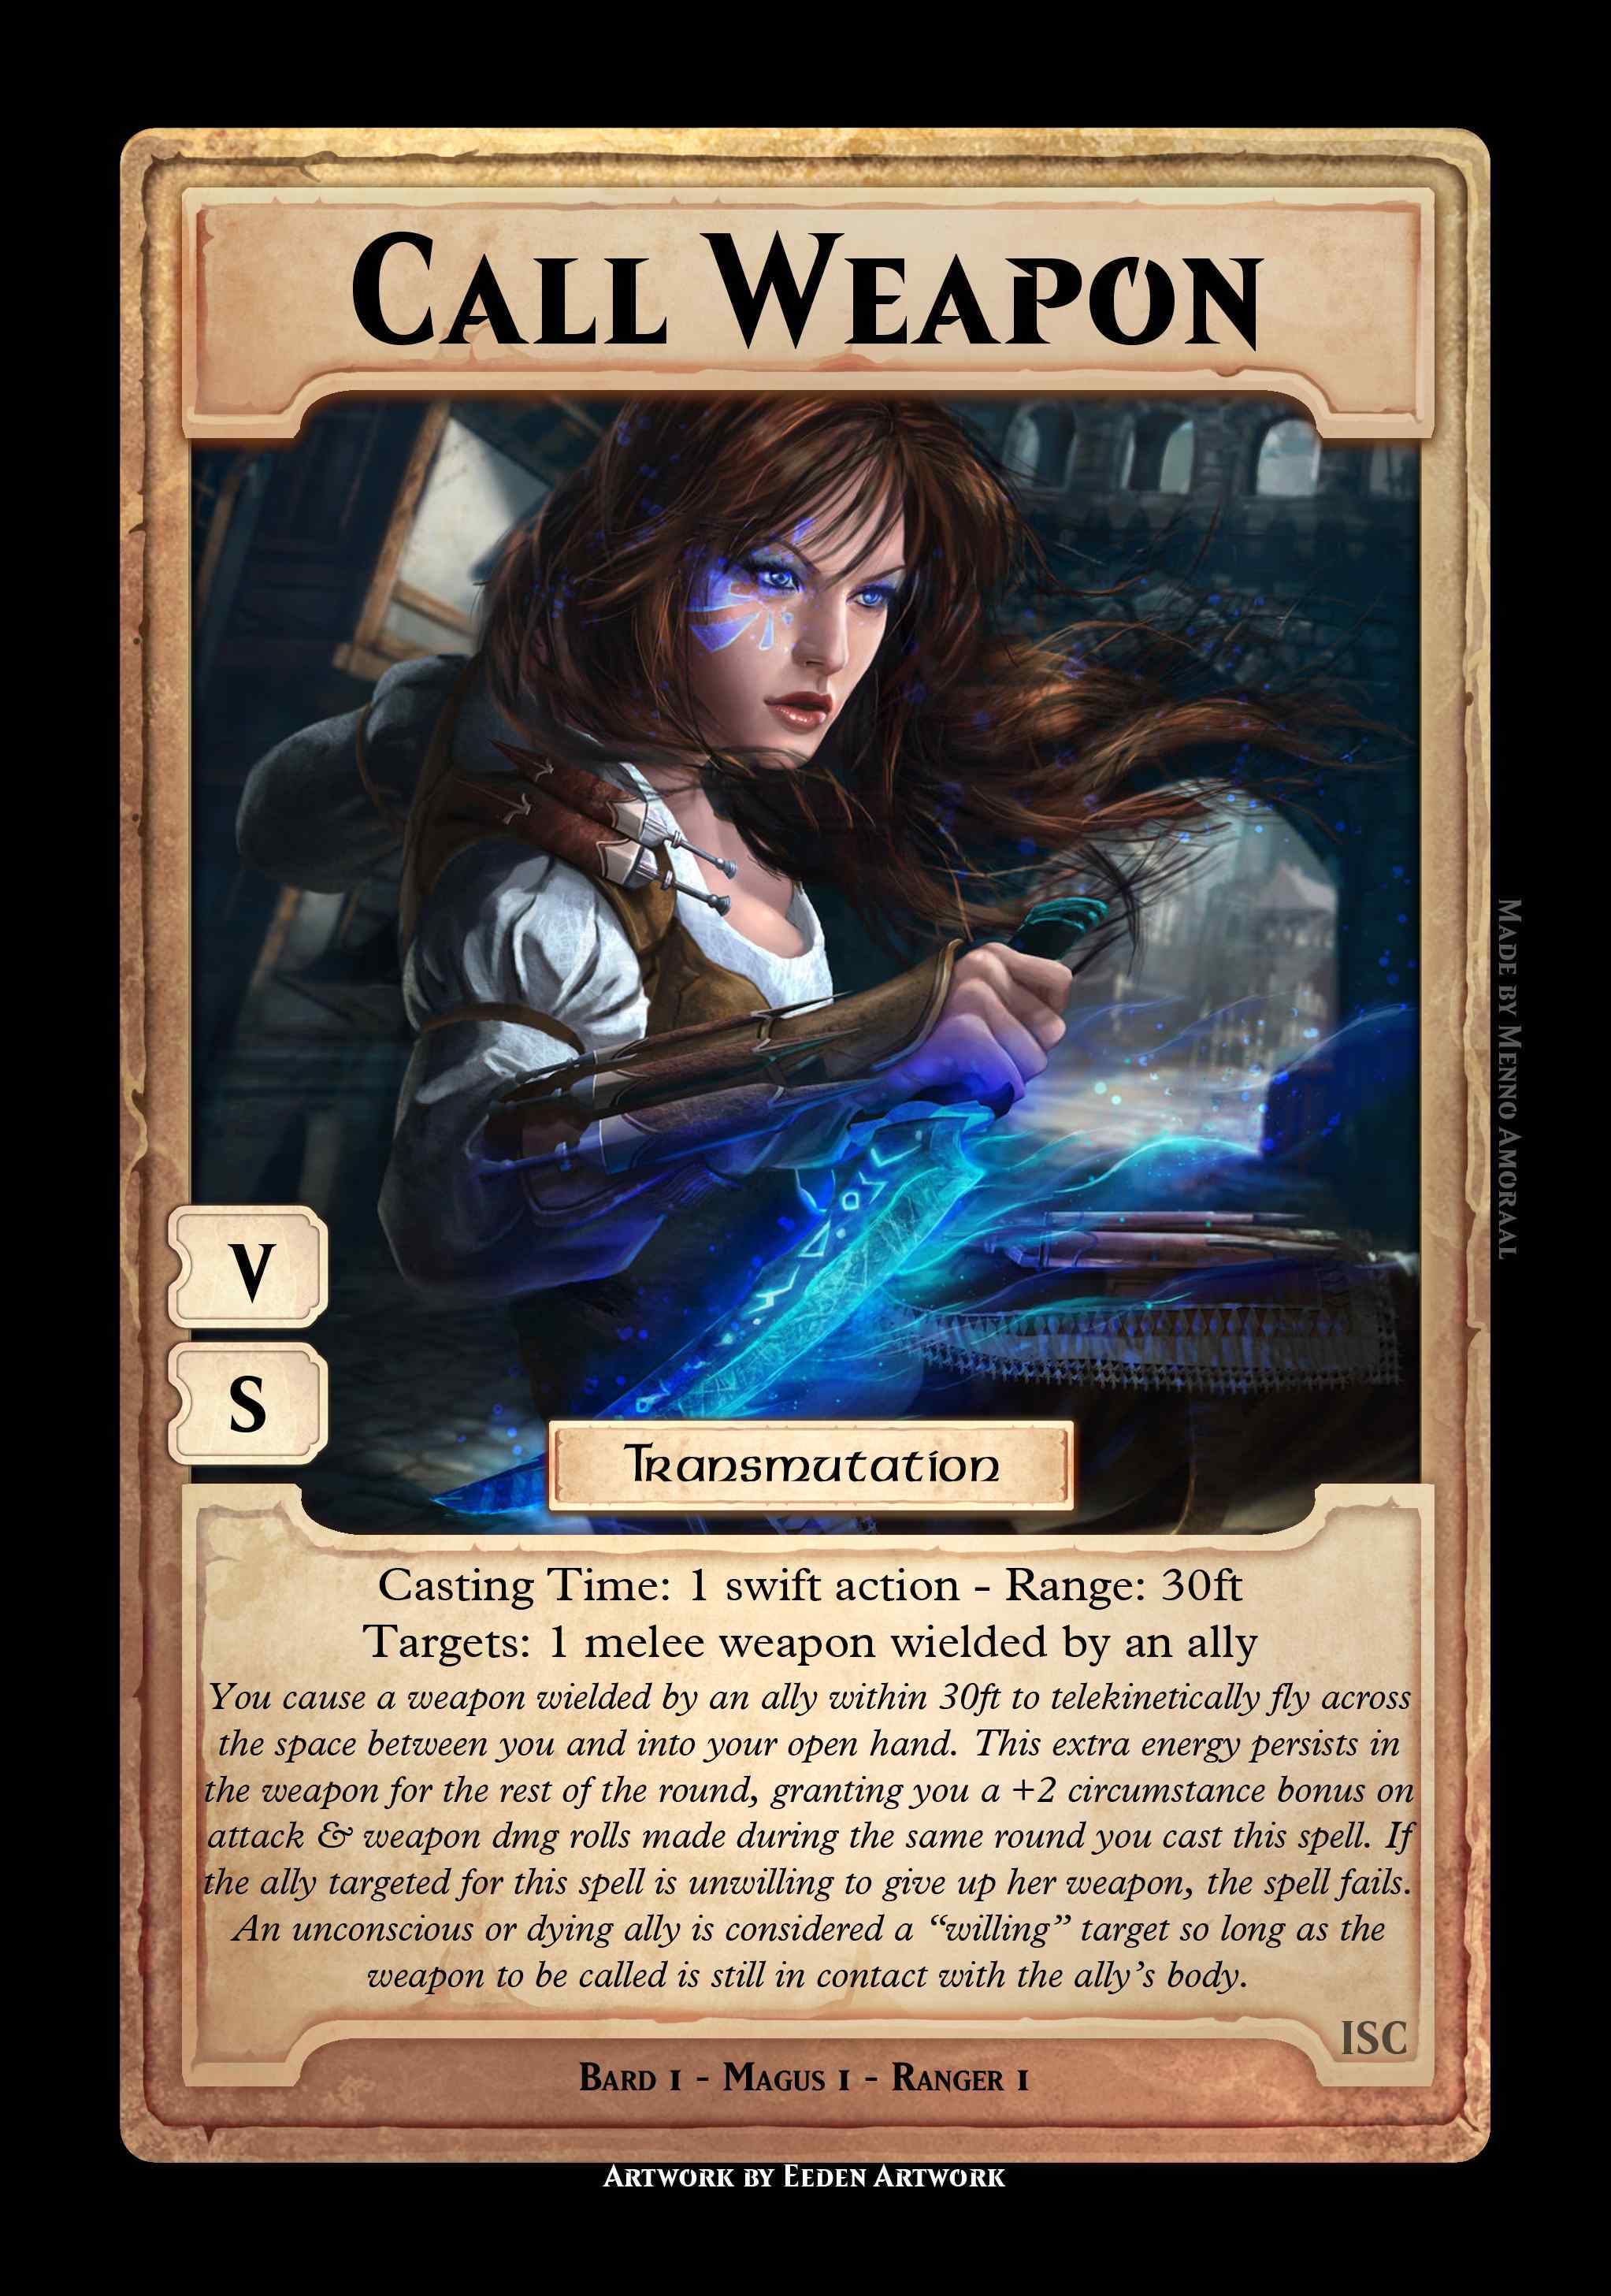 Call Weapon
Made by Menno Amoraal
V
S
Transmutation
Casting Time: 1 swift action - Range: 30ft
Targets: 1 melee weapon wielded by an ally
You cause a weapon wielded by an ally within 30ft to telekinetically fly across
the space between you and into your open hand. This extra energy persists in
the weapon for the rest of the round, granting you a +2 circumstance bonus on
attack & weapon dmg rolls made during the same round you cast this spell. If
the ally targeted for this spell is unwilling to give up her weapon, the spell fails.
An unconscious or dying ally is considered a “willing” target so long as the
weapon to be called is still in contact with the ally’s body.
ISC
Bard 1 - Magus 1 - Ranger 1
Artwork by Eeden Artwork